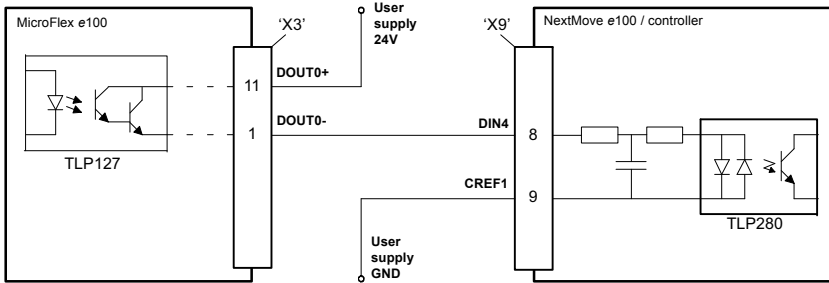 MicroFlex e100
'X3'
User
supply
24V
'X9'
NextMove e100 / controller
11
DOUT0+
1
DOUT0-
DIN4
8
TLP127
CREF1
9
TLP280
User
supply
GND